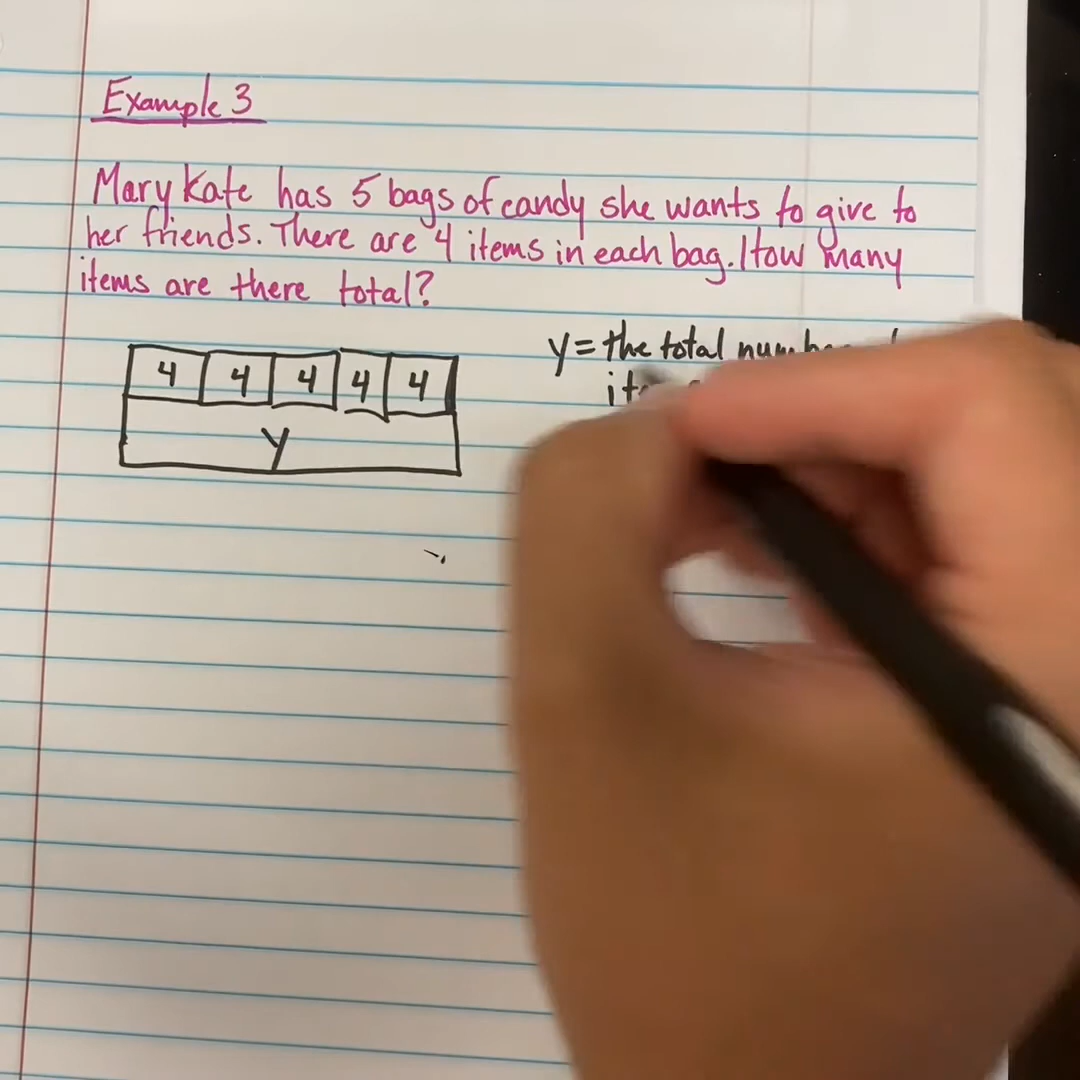 Example 3
Mary Kate has 5 bags of candy she wants to give to
her friends. There are 4 items in each bag. How many
items are there total?
4 4 4 4 4
y
y = the total